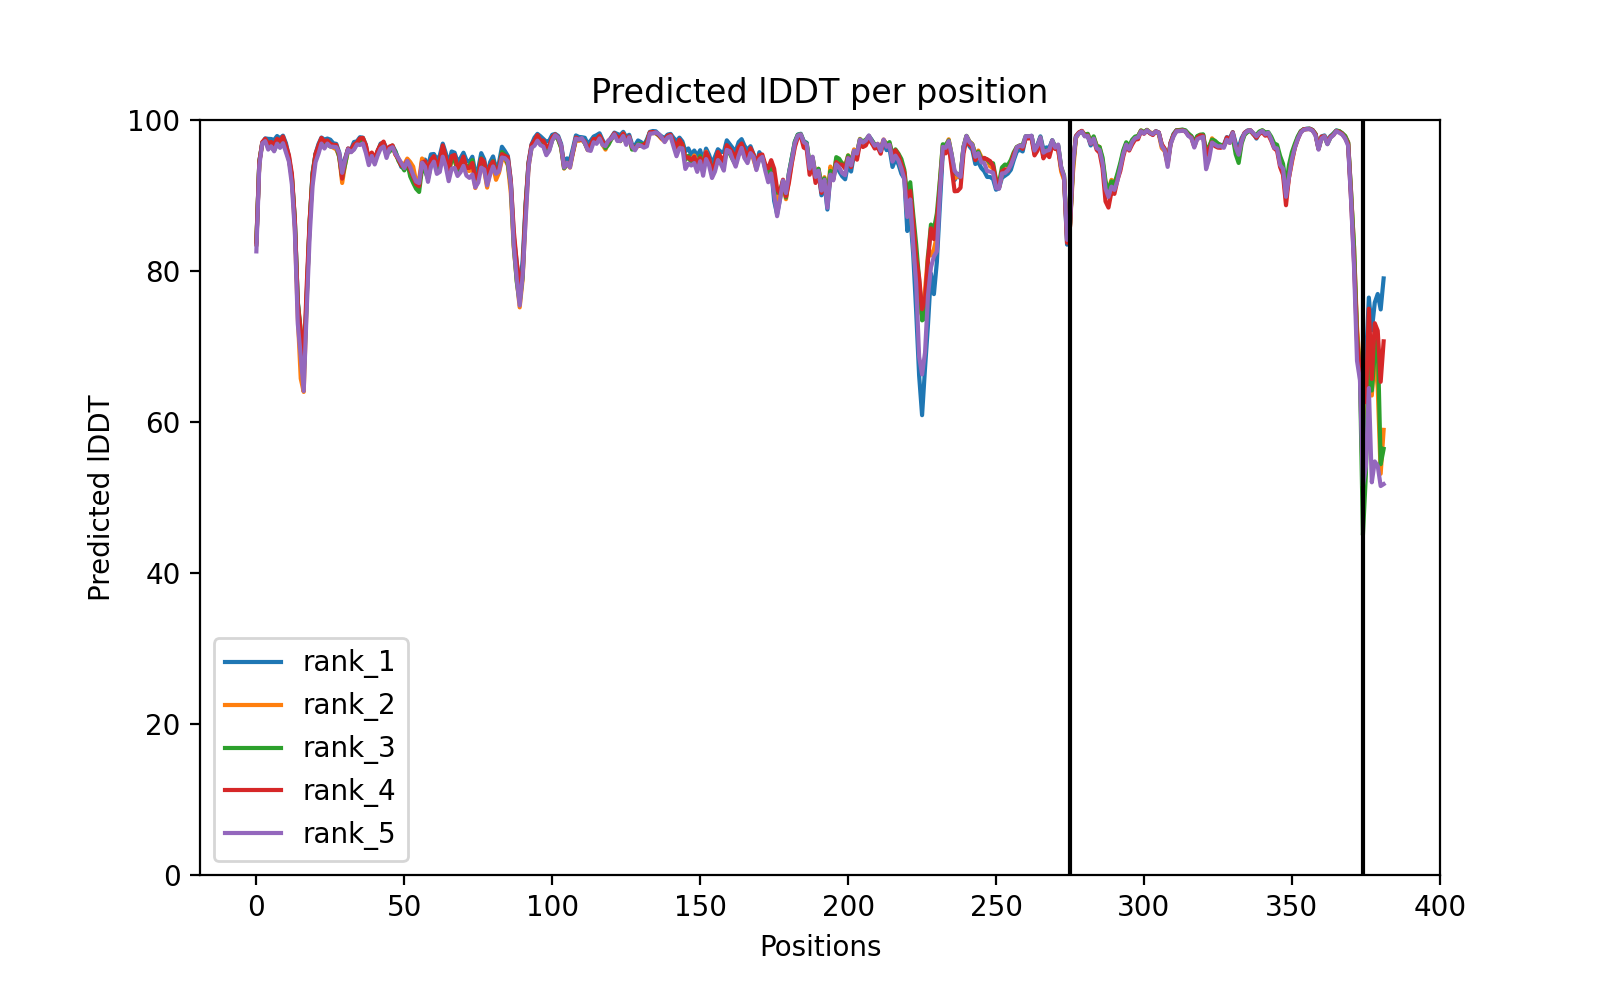 Predicted lDDT per position
100
80
60
40
20
0
Predicted lDDT
rank_1
rank_2
rank_3
rank_4
rank_5
0 50 100 150 200 250 300 350 400
Positions